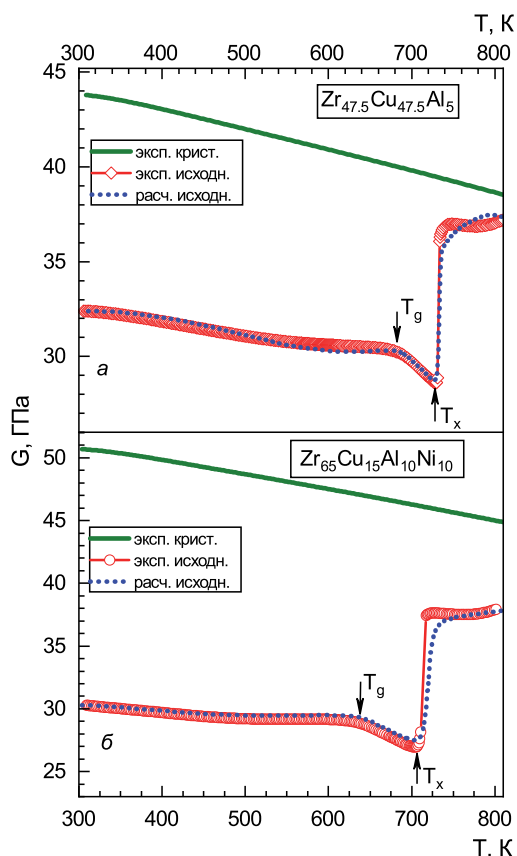 T, K
300 400 500 600 700 800
45
Zr47.5Cu47.5Al5
эксп. крист.
40
эксп. исходн.
расч. исходн.
35
Tg
30
а
Tx
G, ГПа
50
Zr65Cu15Al10Ni10
45
эксп. крист.
эксп. исходн.
40
расч. исходн.
35
Tg
30
б
25
Tx
300 400 500 600 700 800
T, K